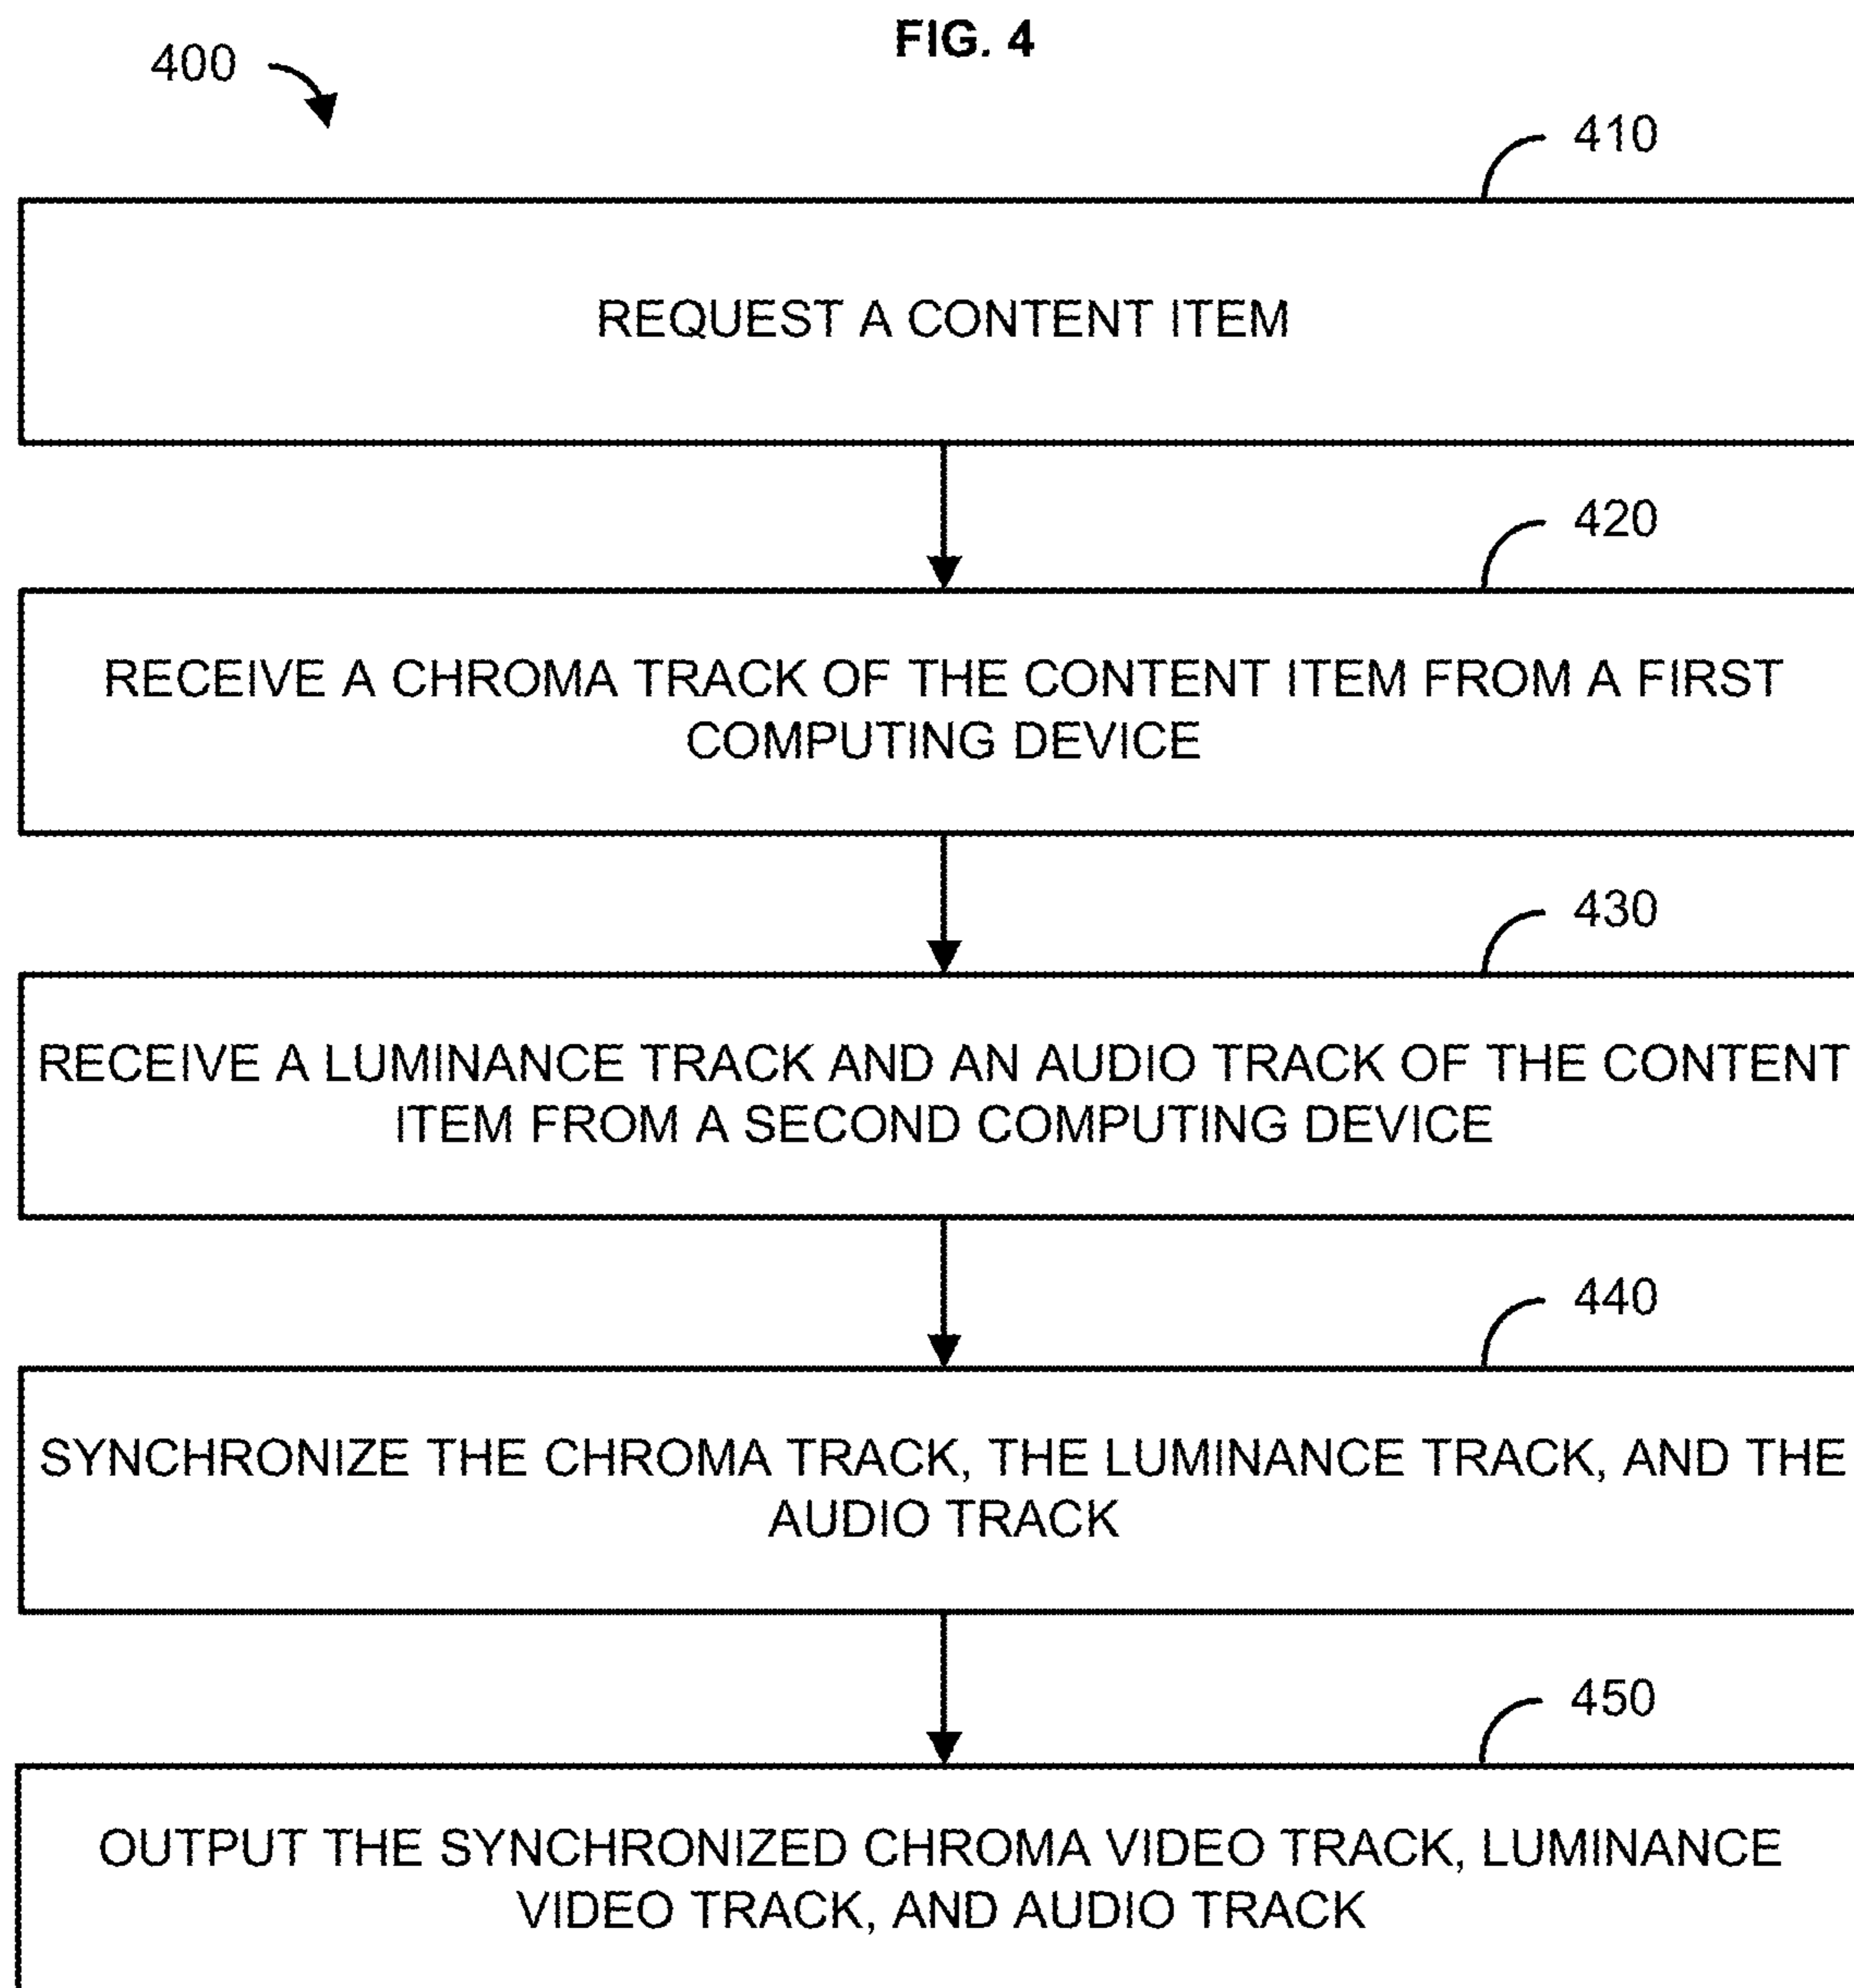 FIG. 4
400
410
REQUEST A CONTENT ITEM
420
RECEIVE A CHROMA TRACK OF THE CONTENT ITEM FROM A FIRST
COMPUTING DEVICE
430
RECEIVE A LUMINANCE TRACK AND AN AUDIO TRACK OF THE CONTENT
ITEM FROM A SECOND COMPUTING DEVICE
440
SYNCHRONIZE THE CHROMA TRACK, THE LUMINANCE TRACK, AND THE
AUDIO TRACK
450
OUTPUT THE SYNCHRONIZED CHROMA VIDEO TRACK, LUMINANCE
VIDEO TRACK, AND AUDIO TRACK